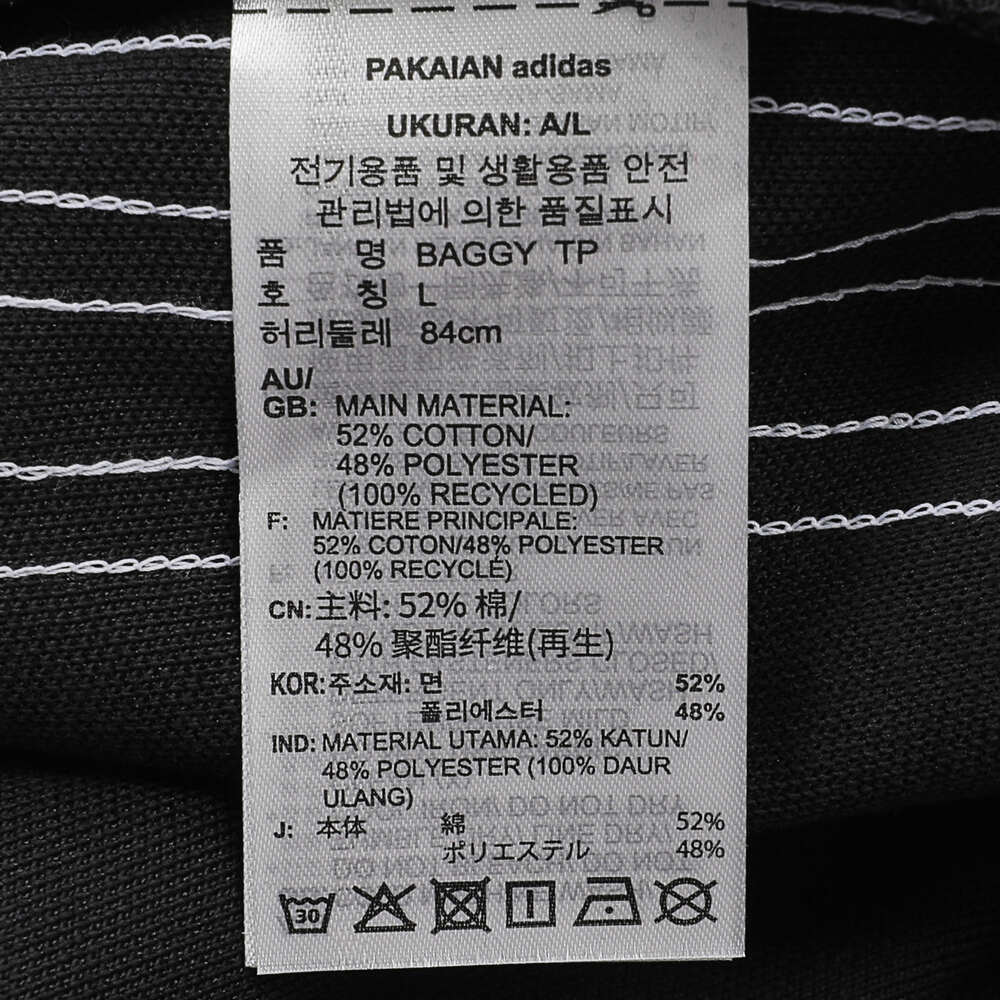 PAKAIAN adidas
UKURAN: A/L
전기용품 및 생활용품 안전
관리법에 의한 품질표시
품 명 BAGGY TP
호 칭 L
허리둘레 84cm
AU/
GB: MAIN MATERIAL:
52% COTTON/
48% POLYESTER
(100% RECYCLED)
F: MATIERE PRINCIPALE:
52% COTON/48% POLYESTER
(100% RECYCLÉ)
CN: 主料: 52% 棉/
48% 聚酯纤维(再生)
KOR: 주소재: 면 52%
폴리에스터 48%
IND: MATERIAL UTAMA: 52% KATUN/
48% POLYESTER (100% DAUR
ULANG)
J: 本体 綿 52%
ポリエステル 48%
30